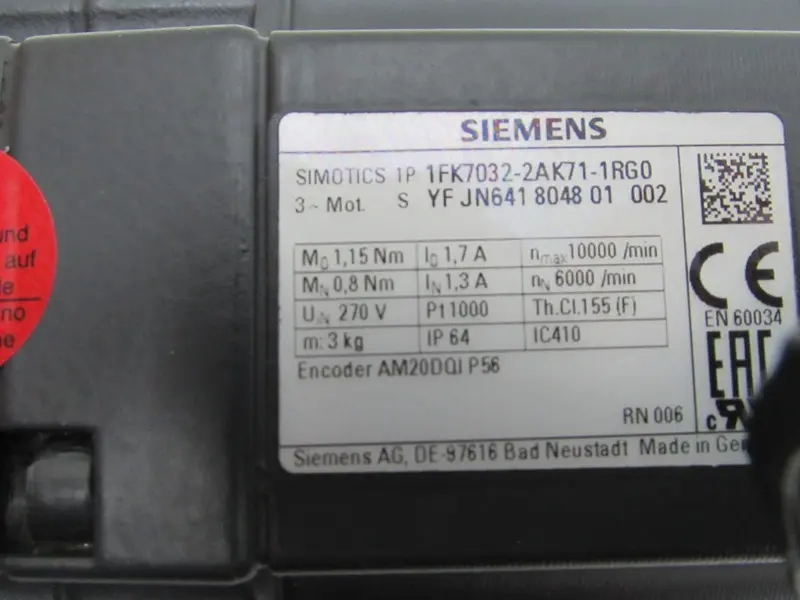 SIEMENS
SIMOTICS 1P 1FK7032-2AK71-1RG0
3~ Mot. S YF JN641 8048 01 002
M0 1,15 Nm I0 1,7 A nmax 10000 /min
MN 0,8 Nm IN 1,3 A nN 6000 /min
UIN 270 V Pt1000 Th.Cl.155 (F)
m: 3 kg IP 64 IC410
Encoder AM20DQI P56
CE
EN 60034
EAC
RN 006
Siemens AG, DE-97616 Bad Neustadt Made in
und
auf
no